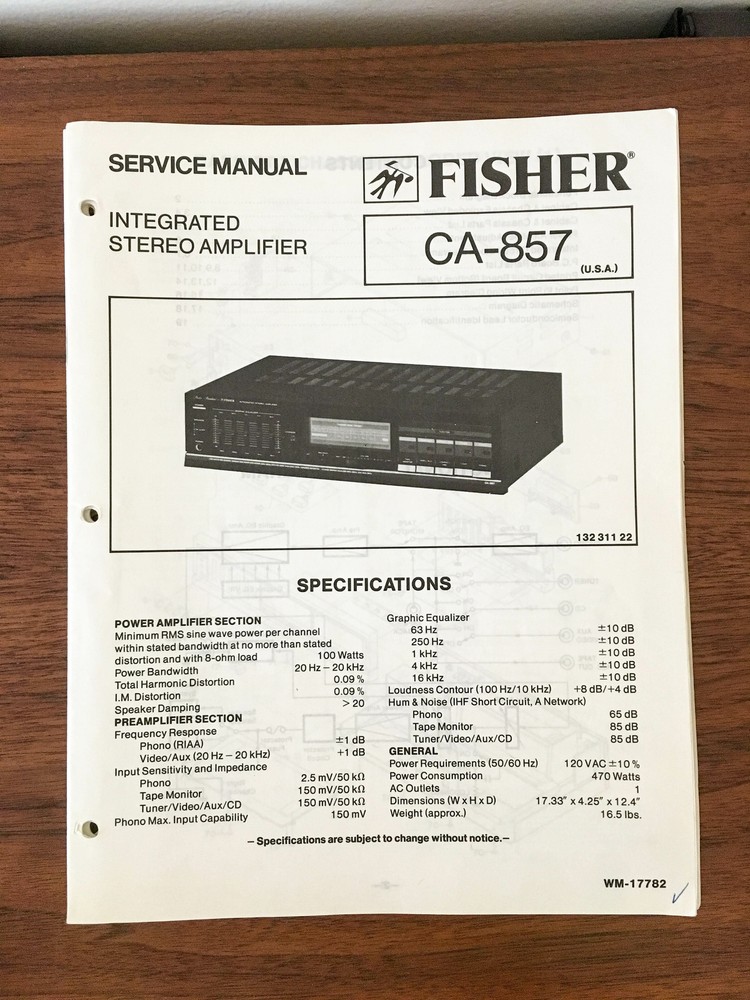 SERVICE MANUAL
FISHER®
INTEGRATED
STEREO AMPLIFIER
CA-857
(U.S.A.)
FISHER
132 311 22
SPECIFICATIONS
POWER AMPLIFIER SECTION
Minimum RMS sine wave power per channel
within stated bandwidth at no more than stated
distortion and with 8-ohm load 100 Watts
Power Bandwidth 20 Hz – 20 kHz
Total Harmonic Distortion 0.09 %
I.M. Distortion 0.09 %
Speaker Damping > 20
PREAMPLIFIER SECTION
Frequency Response
Phono (RIAA) ±1 dB
Video/Aux (20 Hz – 20 kHz) +1 dB
Input Sensitivity and Impedance
Phono 2.5 mV/50 kΩ
Tape Monitor 150 mV/50 kΩ
Tuner/Video/Aux/CD 150 mV/50 kΩ
Phono Max. Input Capability 150 mV
Graphic Equalizer
63 Hz ±10 dB
250 Hz ±10 dB
1 kHz ±10 dB
4 kHz ±10 dB
16 kHz ±10 dB
Loudness Contour (100 Hz/10 kHz) +8 dB/+4 dB
Hum & Noise (IHF Short Circuit, A Network)
Phono 65 dB
Tape Monitor 85 dB
Tuner/Video/Aux/CD 85 dB
GENERAL
Power Requirements (50/60 Hz) 120 VAC ±10 %
Power Consumption 470 Watts
AC Outlets 1
Dimensions (W x H x D) 17.33" x 4.25" x 12.4"
Weight (approx.) 16.5 lbs.
– Specifications are subject to change without notice. –
WM-17782